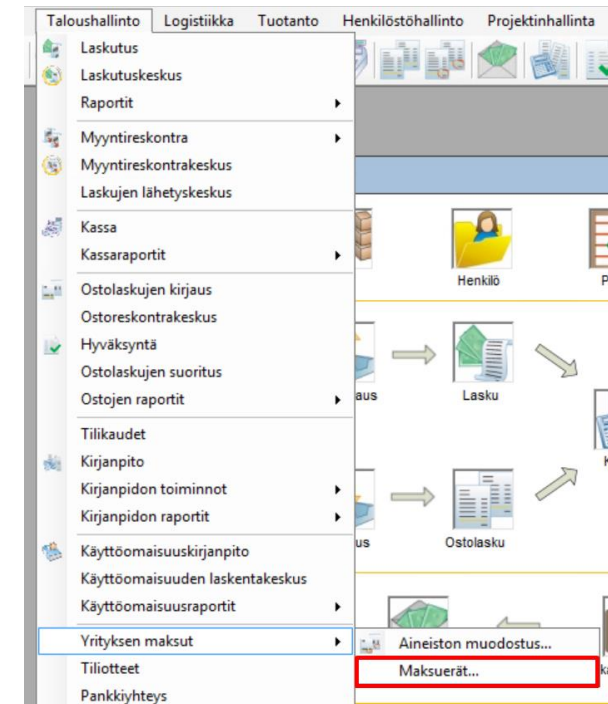 Taloushallinto Logistiikka Tuotanto Henkilöstöhallinto Projektinhallinta
Laskutus
Laskutuskeskus
Raportit
Myyntireskontra
Myyntireskontrakeskus
Laskujen lähetyskeskus
Kassa
Kassaraportit
Henkilö
Ostolaskujen kirjaus
Ostoreskontrakeskus
Hyväksyntä
Ostolaskujen suoritus
aus
Lasku
Ostojen raportit
Tilikaudet
Kirjanpito
Kirjanpidon toiminnot
Kirjanpidon raportit
us
Ostolasku
Käyttöomaisuuskirjanpito
Käyttöomaisuuden laskentakeskus
Käyttöomaisuusraportit
Yrityksen maksut
Aineiston muodostus...
Tiliotteet
Maksuerät...
Pankkiyhteys